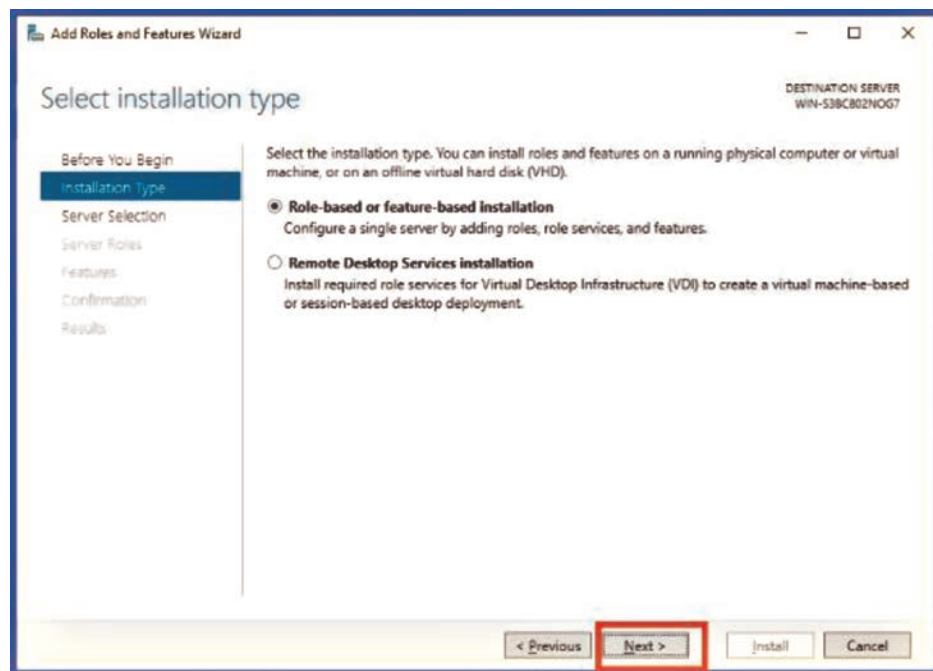 Add Roles and Features Wizard
Select installation type
DESTINATION SERVER
WIN-S3BC802NOG7
Before You Begin
Installation Type
Server Selection
Server Roles
Features
Confirmation
Results
Select the installation type. You can install roles and features on a running physical computer or virtual
machine, or on an offline virtual hard disk (VHD).
Role-based or feature-based installation
Configure a single server by adding roles, role services, and features.
Remote Desktop Services installation
Install required role services for Virtual Desktop Infrastructure (VDI) to create a virtual machine-based
or session-based desktop deployment.
< Previous
Next >
Install
Cancel